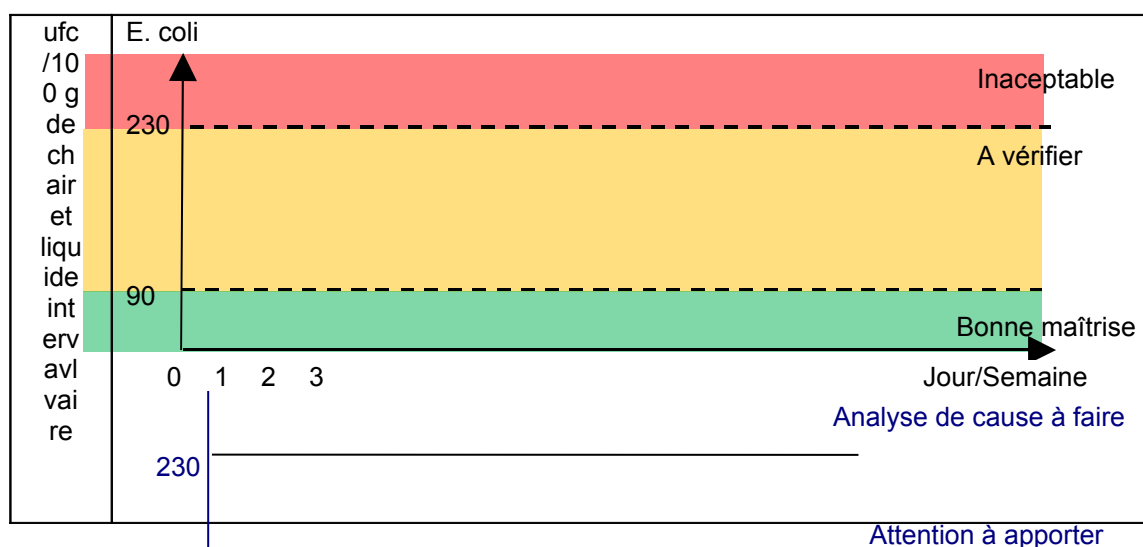 ufc
/10
0 g
de
ch
air
et
liqu
ide
int
erv
avl
vai
re
E. coli
Inaceptable
230
A vérifier
90
Bonne maîtrise
0 1 2 3
Jour/Semaine
Analyse de cause à faire
230
Attention à apporter